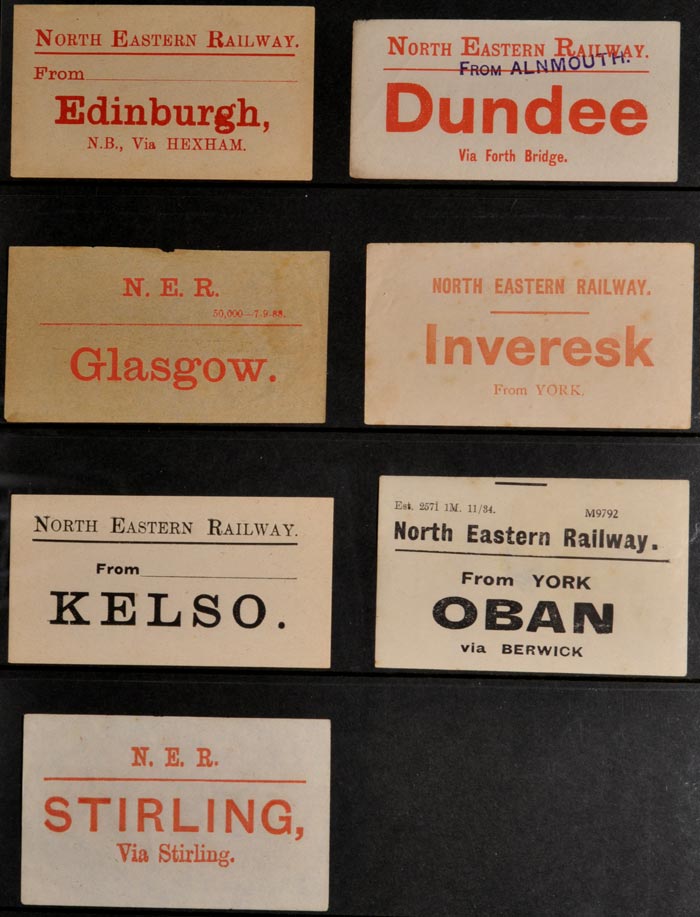 NORTH EASTERN RAILWAY.
From
Edinburgh,
N.B., Via HEXHAM.
NORTH EASTERN RAILWAY.
FROM ALNMOUTH.
Dundee
Via Forth Bridge.
N. E. R.
50,000—7-9-88.
Glasgow.
NORTH EASTERN RAILWAY.
Inveresk
From YORK.
NORTH EASTERN RAILWAY.
From
KELSO.
Est. 2571 1M. 11/34. M9792
North Eastern Railway.
From YORK
OBAN
via BERWICK
N. E. R.
STIRLING,
Via Stirling.